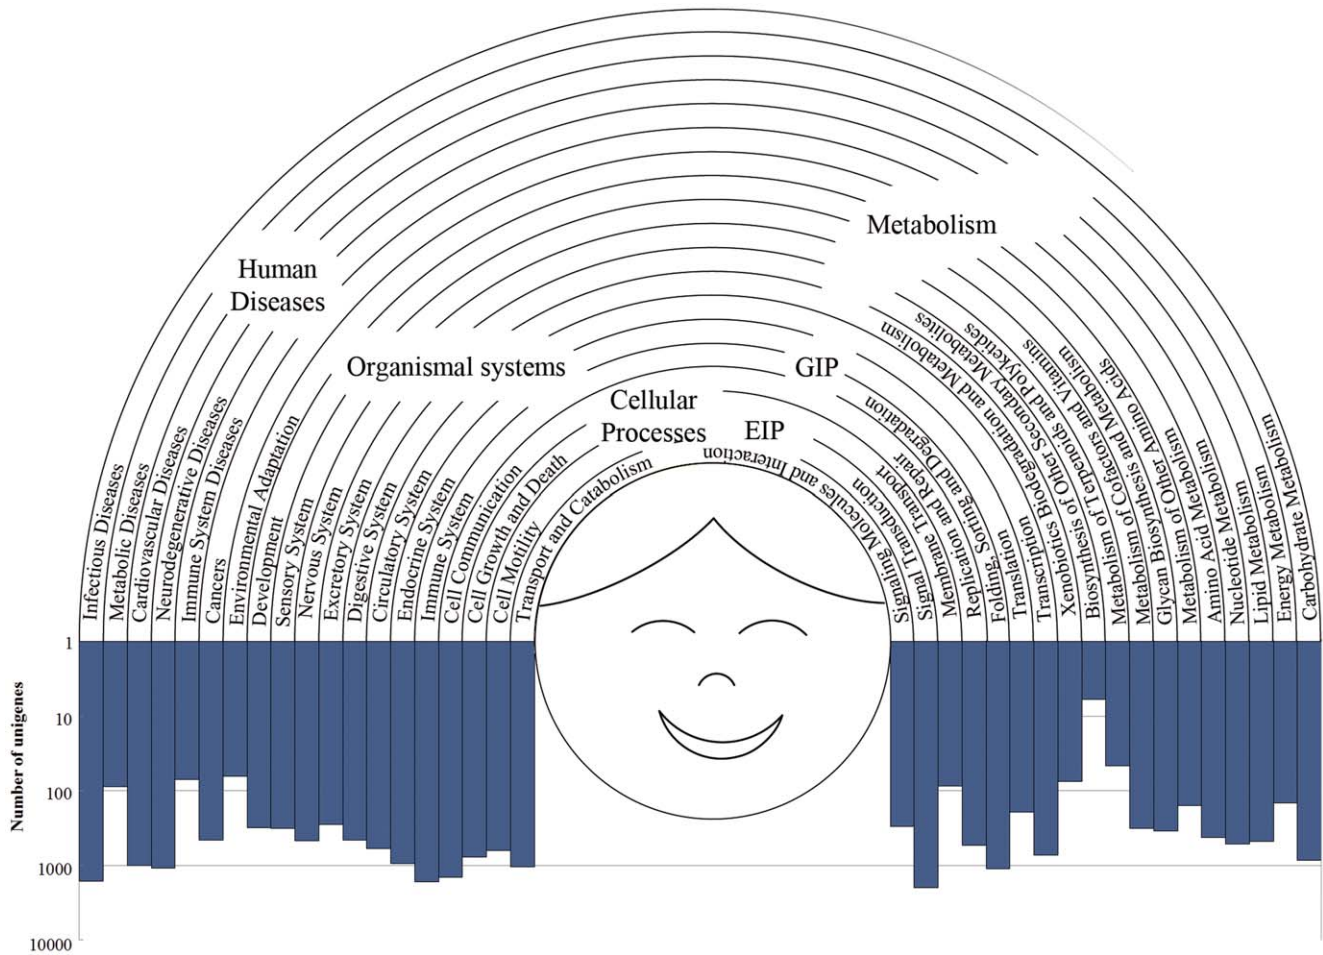 Metabolism
Human
Diseases
Organismal systems
GIP
Cellular
Processes
EIP
Infectious Diseases
Metabolic Diseases
Cardiovascular Diseases
Neurodegenerative Diseases
Immune System Diseases
Cancers
Environmental Adaptation
Development
Sensory System
Nervous System
Excretory System
Digestive System
Circulatory System
Endocrine System
Immune System
Cell Communication
Cell Growth and Death
Cell Motility
Transport and Catabolism
Signaling Molecules and Interaction
Signal Transduction
Membrane Transport
Replication and Repair
Folding, Sorting and Degradation
Translation
Transcription
Xenobiotics Biodegradation and Metabolism
Biosynthesis of Other Secondary Metabolites
Metabolism of Terpenoids and Polyketides
Metabolism of Cofactors and Vitamins
Glycan Biosynthesis and Metabolism
Metabolism of Other Amino Acids
Amino Acid Metabolism
Nucleotide Metabolism
Lipid Metabolism
Energy Metabolism
Carbohydrate Metabolism
Number of unigenes
1
10
100
1000
10000